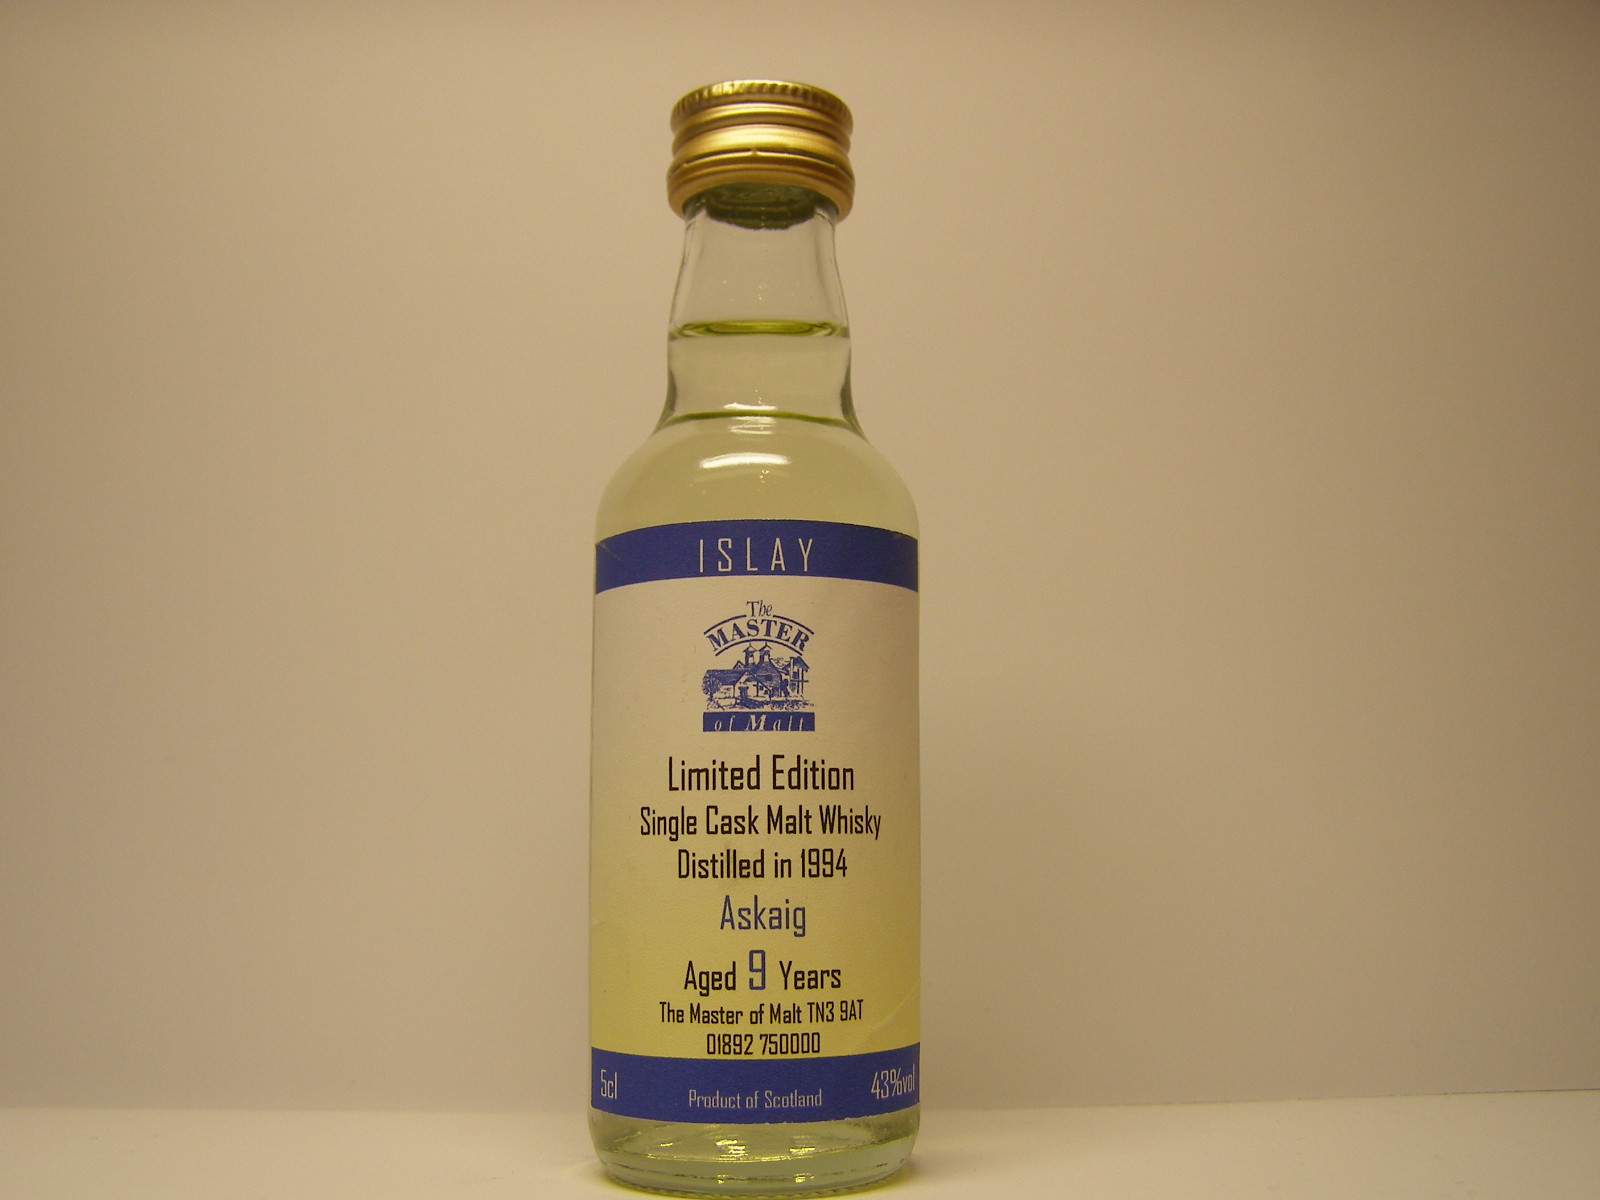 ISLAY
The
MASTER
of Malt
Limited Edition
Single Cask Malt Whisky
Distilled in 1994
Askaig
Aged 9 Years
The Master of Malt TN3 9AT
01892 750000
5cl
Product of Scotland
43%vol